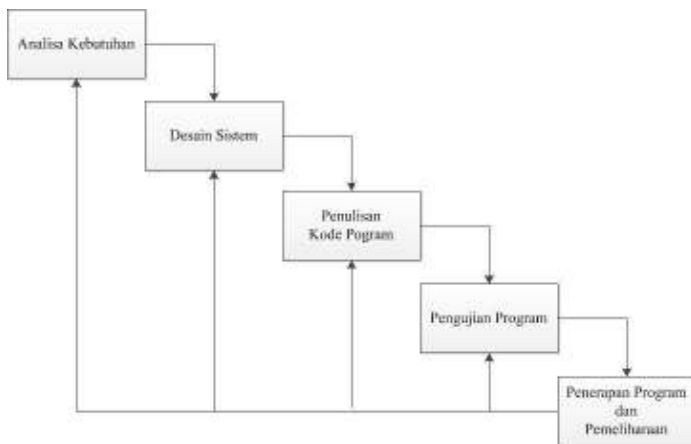 Analisa Kebutuhan
Desain Sistem
Penulisan
Kode Pogram
Pengujian Program
Penerapan Program
dan
Pemeliharaan